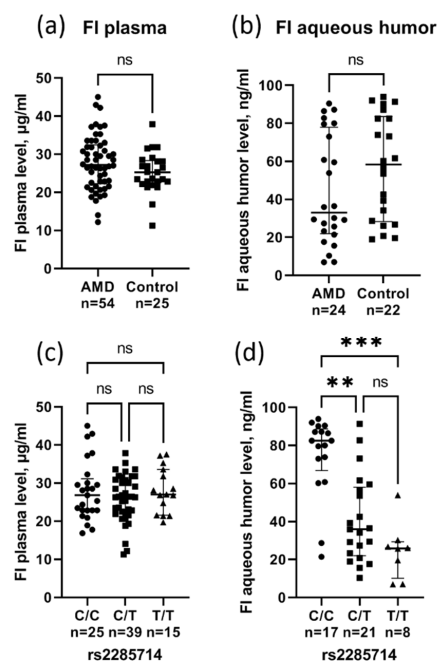 (a) FI plasma
ns
FI plasma level, µg/ml
50
40
30
20
10
0
AMD Control
n=54 n=25
(b) FI aqueous humor
ns
FI aqueous humor level, ng/ml
100
80
60
40
20
0
AMD Control
n=24 n=22
(c)
ns
ns ns
FI plasma level, µg/ml
50
40
30
20
10
0
C/C C/T T/T
n=25 n=39 n=15
rs2285714
(d)
***
** ns
FI aqueous humor level, ng/ml
100
80
60
40
20
0
C/C C/T T/T
n=17 n=21 n=8
rs2285714